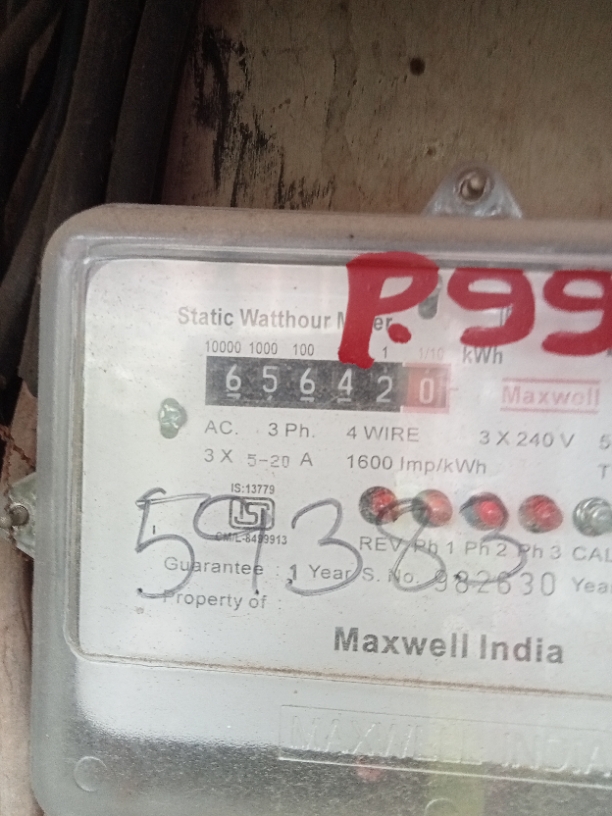 P.99
Static Watthour
10000 1000 100 1 1/10 kWh
6 5 6 4 2 0
Maxwell
AC. 3 Ph. 4 WIRE 3 X 240 V
3 X 5-20 A 1600 Imp/kWh
IS:13779
59383
REV Ph 1 Ph 2 Ph 3 CAL
Guarantee 1 Year S. No. 982630
Property of
Maxwell India
MAXWELL INDIA